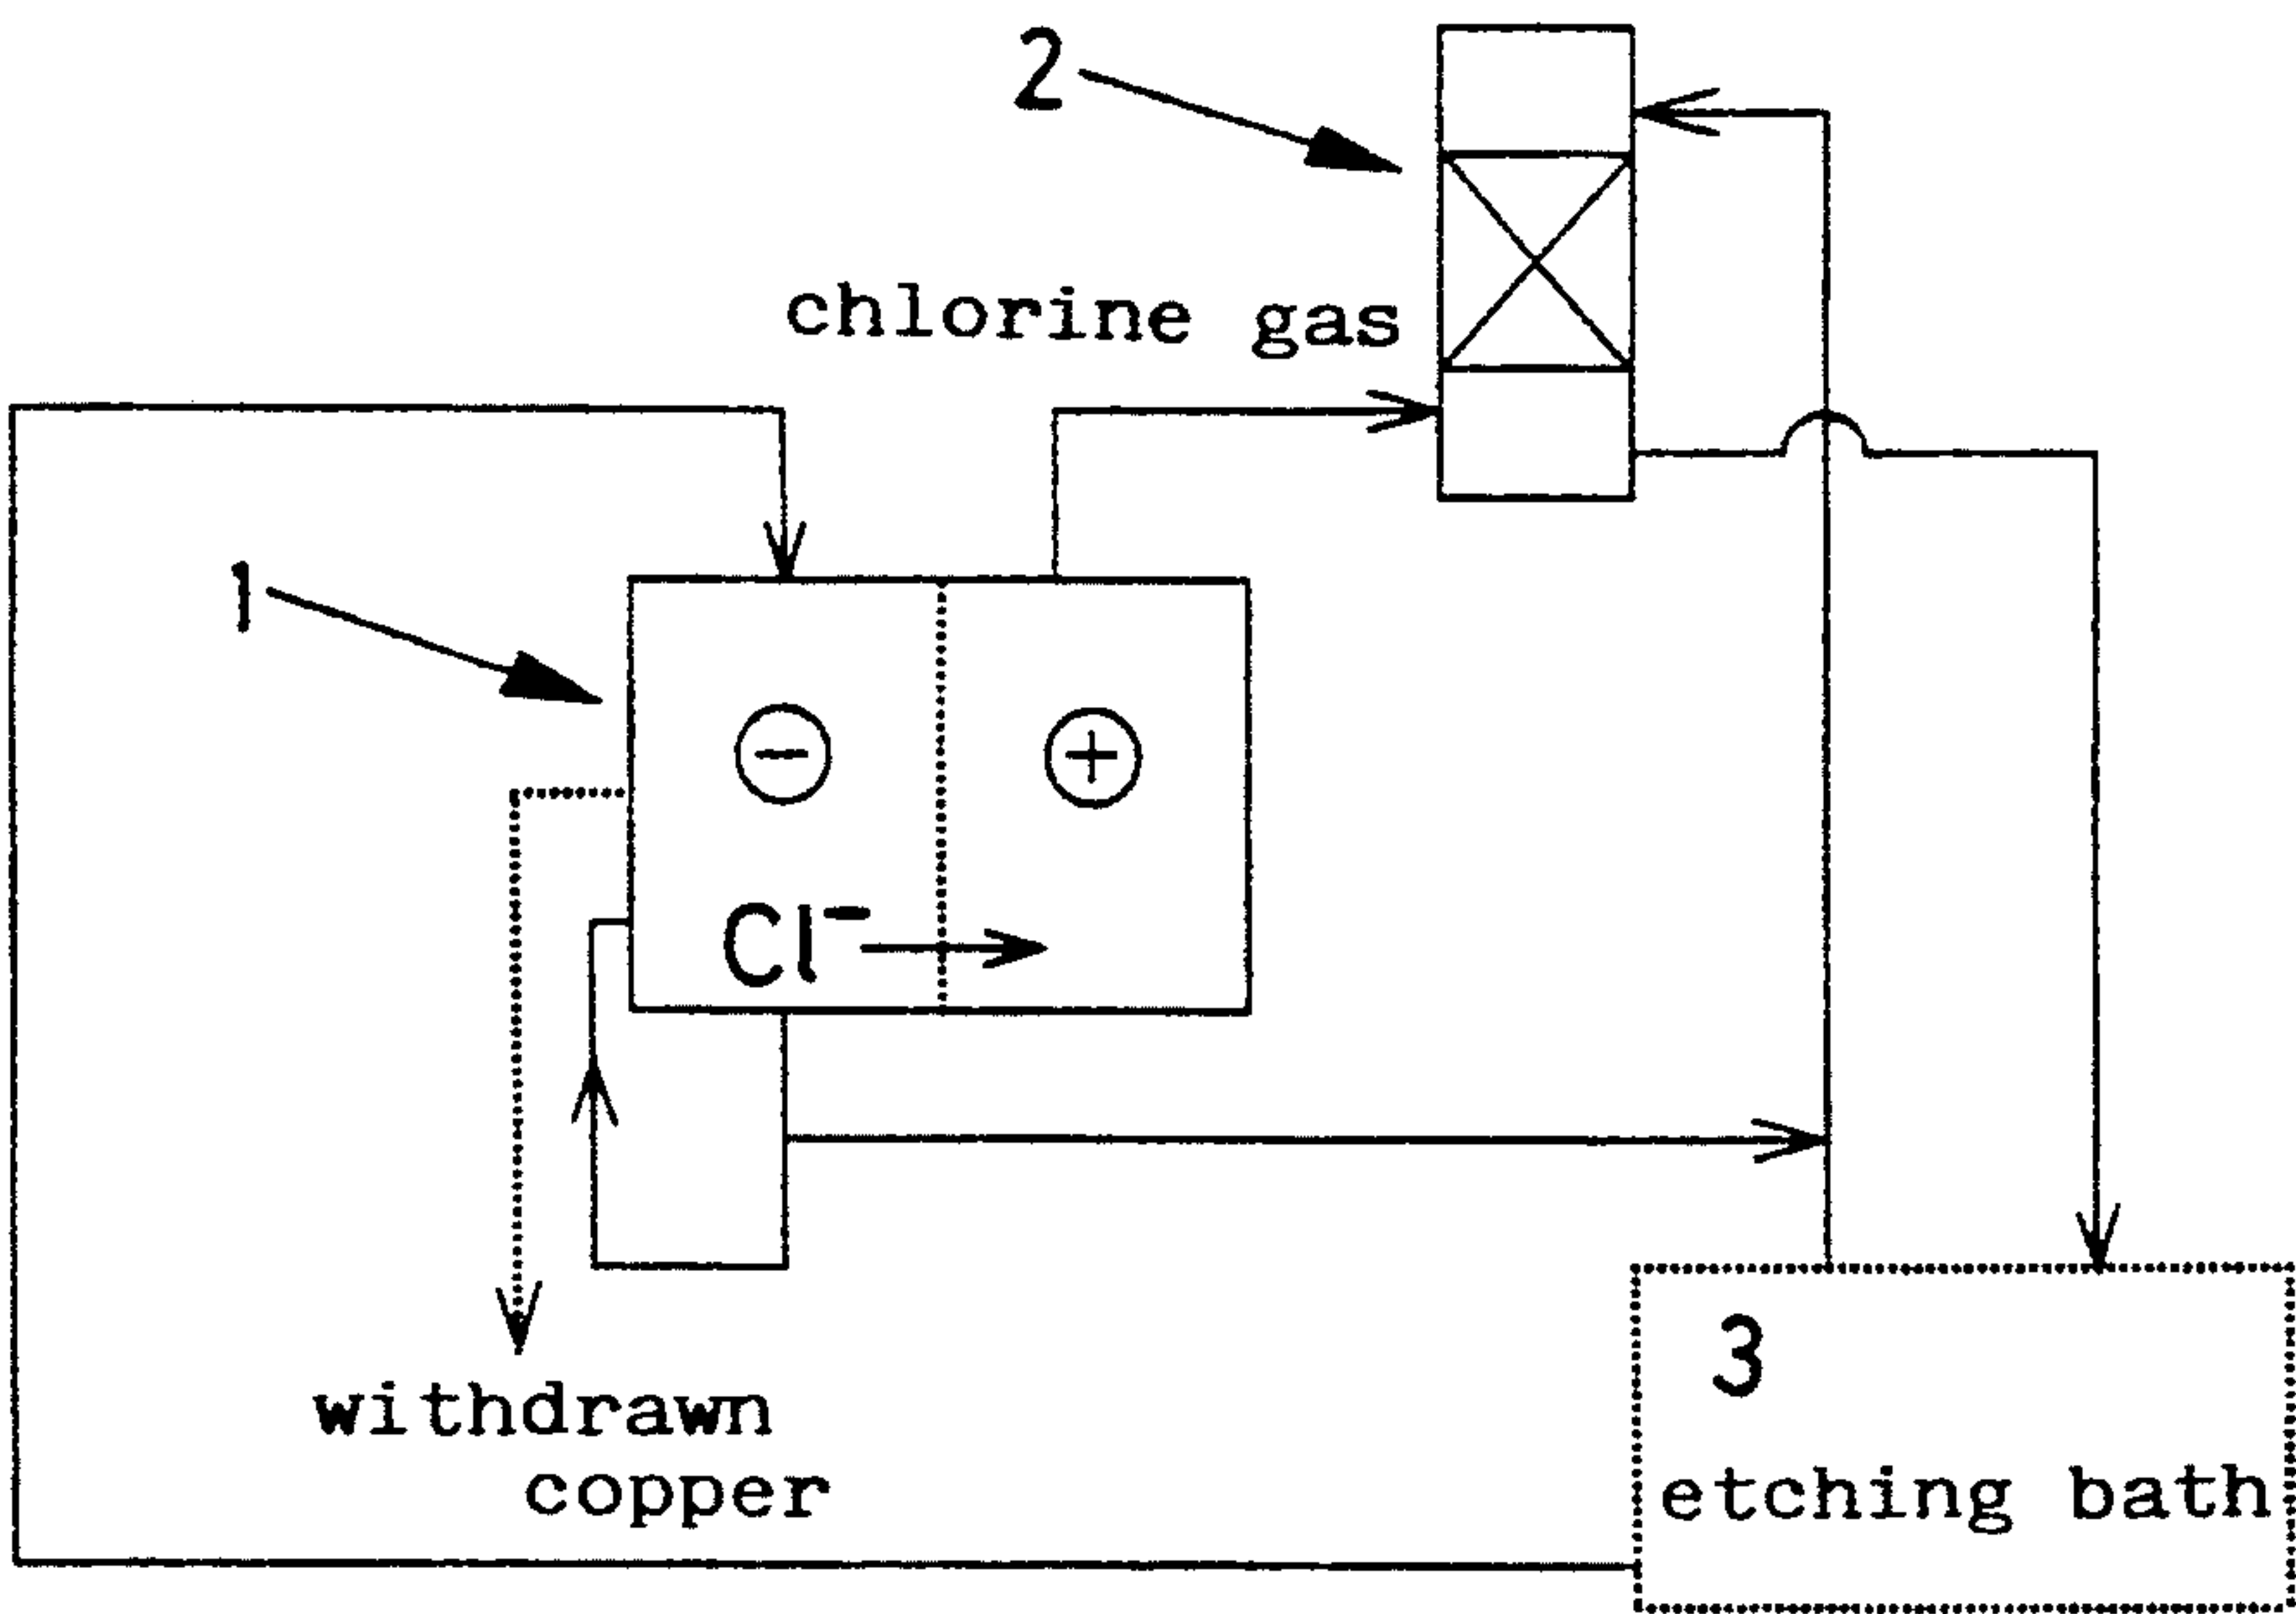 2
chlorine gas
1
−
+
Cl⁻
withdrawn
copper
3
etching bath